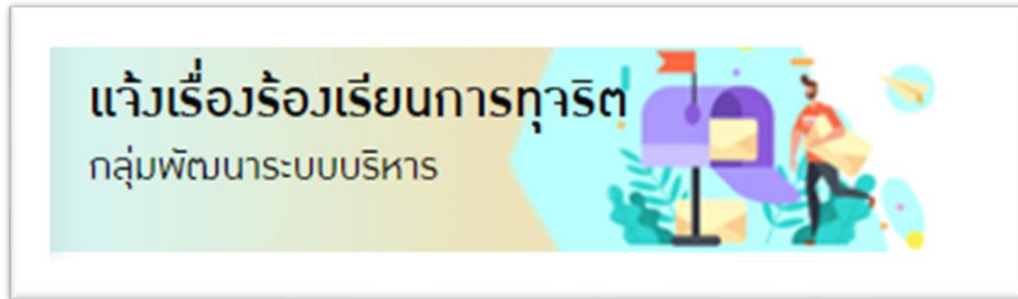 แจ้งเรื่องร้องเรียนการทุจริต
กลุ่มพัฒนาระบบบริหาร